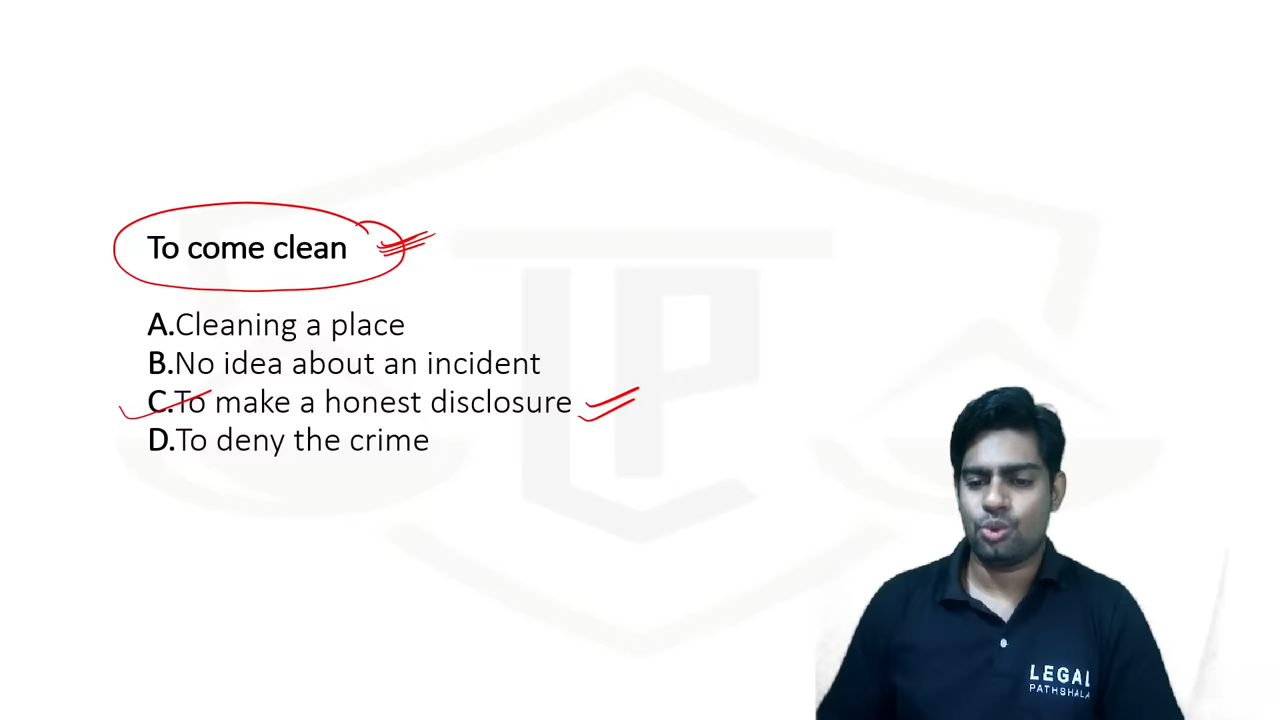 To come clean
A.Cleaning a place
B.No idea about an incident
C.To make a honest disclosure
D.To deny the crime
LP
LEGAL
PATHSHALA